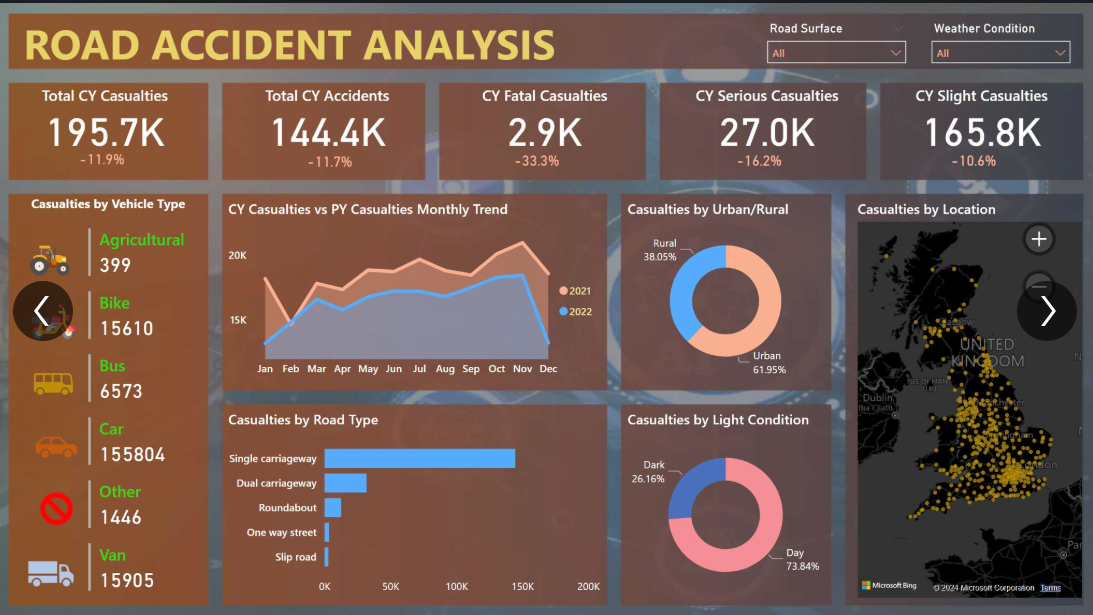 ROAD ACCIDENT ANALYSIS
Road Surface
All
Weather Condition
All
Total CY Casualties
195.7K
-11.9%
Total CY Accidents
144.4K
-11.7%
CY Fatal Casualties
2.9K
-33.3%
CY Serious Casualties
27.0K
-16.2%
CY Slight Casualties
165.8K
-10.6%
Casualties by Vehicle Type
Agricultural
399
Bike
15610
Bus
6573
Car
155804
Other
1446
Van
15905
CY Casualties vs PY Casualties Monthly Trend
20K
15K
2021
2022
Jan Feb Mar Apr May Jun Jul Aug Sep Oct Nov Dec
Casualties by Urban/Rural
Rural
38.05%
Urban
61.95%
Casualties by Road Type
Single carriageway
Dual carriageway
Roundabout
One way street
Slip road
0K 50K 100K 150K 200K
Casualties by Light Condition
Dark
26.16%
Day
73.84%
Casualties by Location
UNITED
KINGDOM
ISLE OF MAN
Dublin
Microsoft Bing
© 2024 Microsoft Corporation Terms